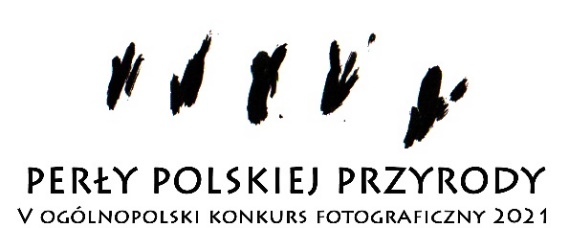 PERŁY POLSKIEJ PRZYRODY
V OGÓLNOPOLSKI KONKURS FOTOGRAFICZNY 2021